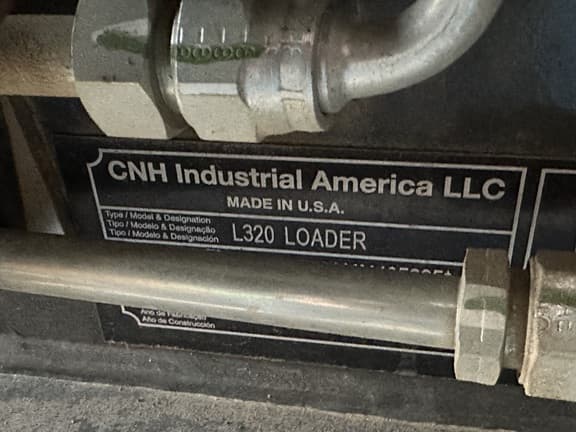 CNH Industrial America LLC
MADE IN U.S.A.
Type / Model & Designation
Tipo / Modelo & Designação
Tipo / Modelo & Designación
L320 LOADER
Ano de Fabricação
Año de Construcción